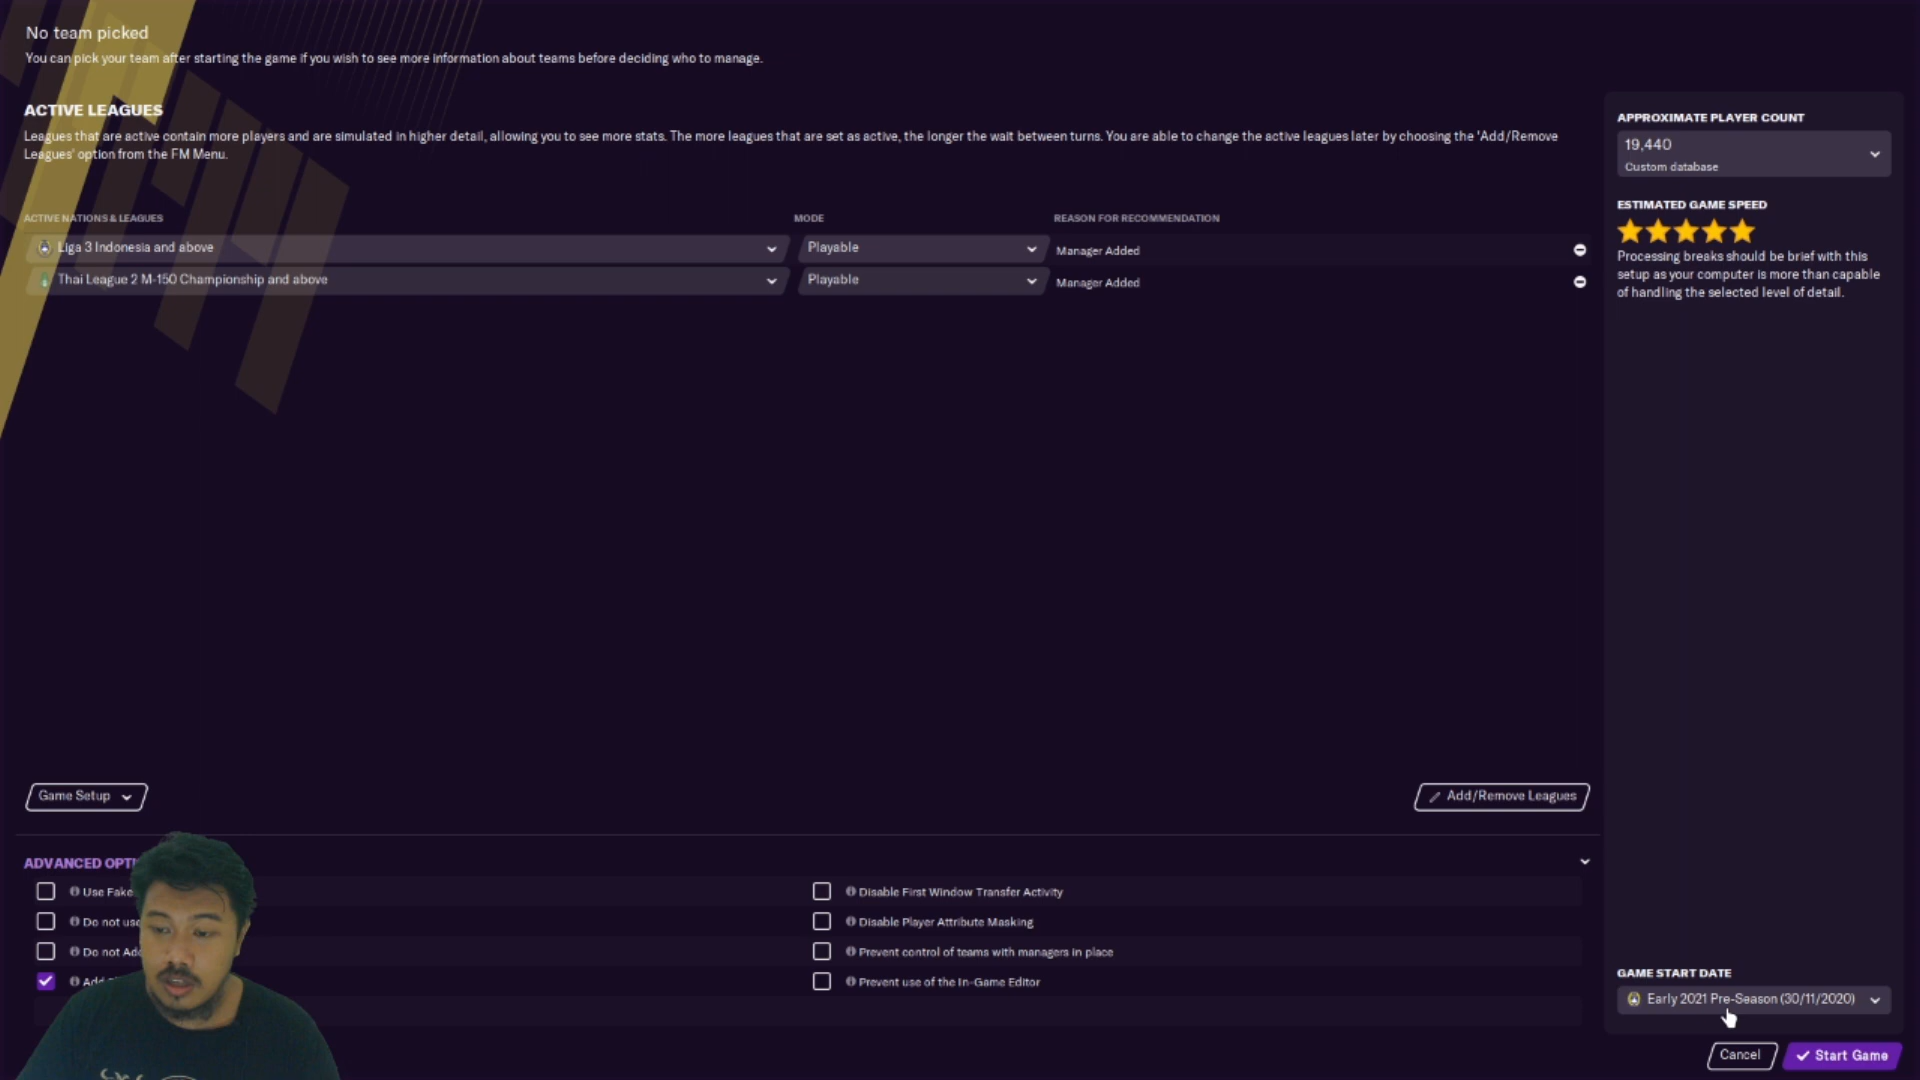 No team picked
You can pick your team after starting the game if you wish to see more information about teams before deciding who to manage.
ACTIVE LEAGUES
Leagues that are active contain more players and are simulated in higher detail, allowing you to see more stats. The more leagues that are set as active, the longer the wait between turns. You are able to change the active leagues later by choosing the 'Add/Remove
Leagues' option from the FM Menu.
ACTIVE NATIONS & LEAGUES MODE REASON FOR RECOMMENDATION
Liga 3 Indonesia and above Playable Manager Added
Thai League 2 M-150 Championship and above Playable Manager Added
APPROXIMATE PLAYER COUNT
19,440
Custom database
ESTIMATED GAME SPEED
Processing breaks should be brief with this
setup as your computer is more than capable
of handling the selected level of detail.
Game Setup
Add/Remove Leagues
ADVANCED
Use Fake
Do not use
Do not
Add
Disable First Window Transfer Activity
Disable Player Attribute Masking
Prevent control of teams with managers in place
Prevent use of the In-Game Editor
GAME START DATE
Early 2021 Pre-Season (30/11/2020)
Cancel
Start Game